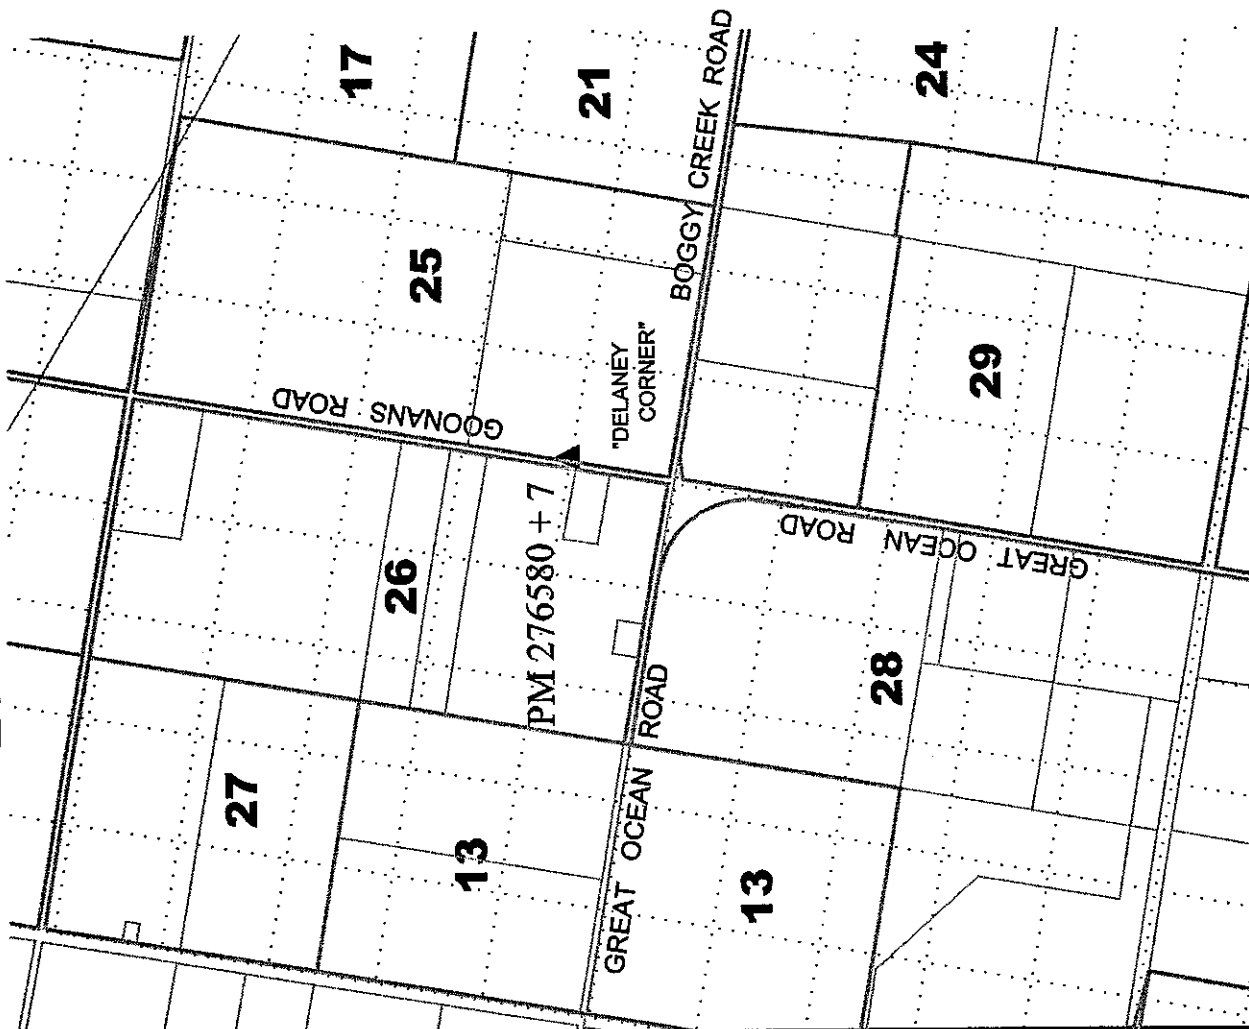 17
21
24
25
BOGGY CREEK ROAD
"DELANEY
CORNER"
29
GOONANS ROAD
26
PM 276580 + 7
GREAT OCEAN ROAD
28
27
13
GREAT OCEAN ROAD
13